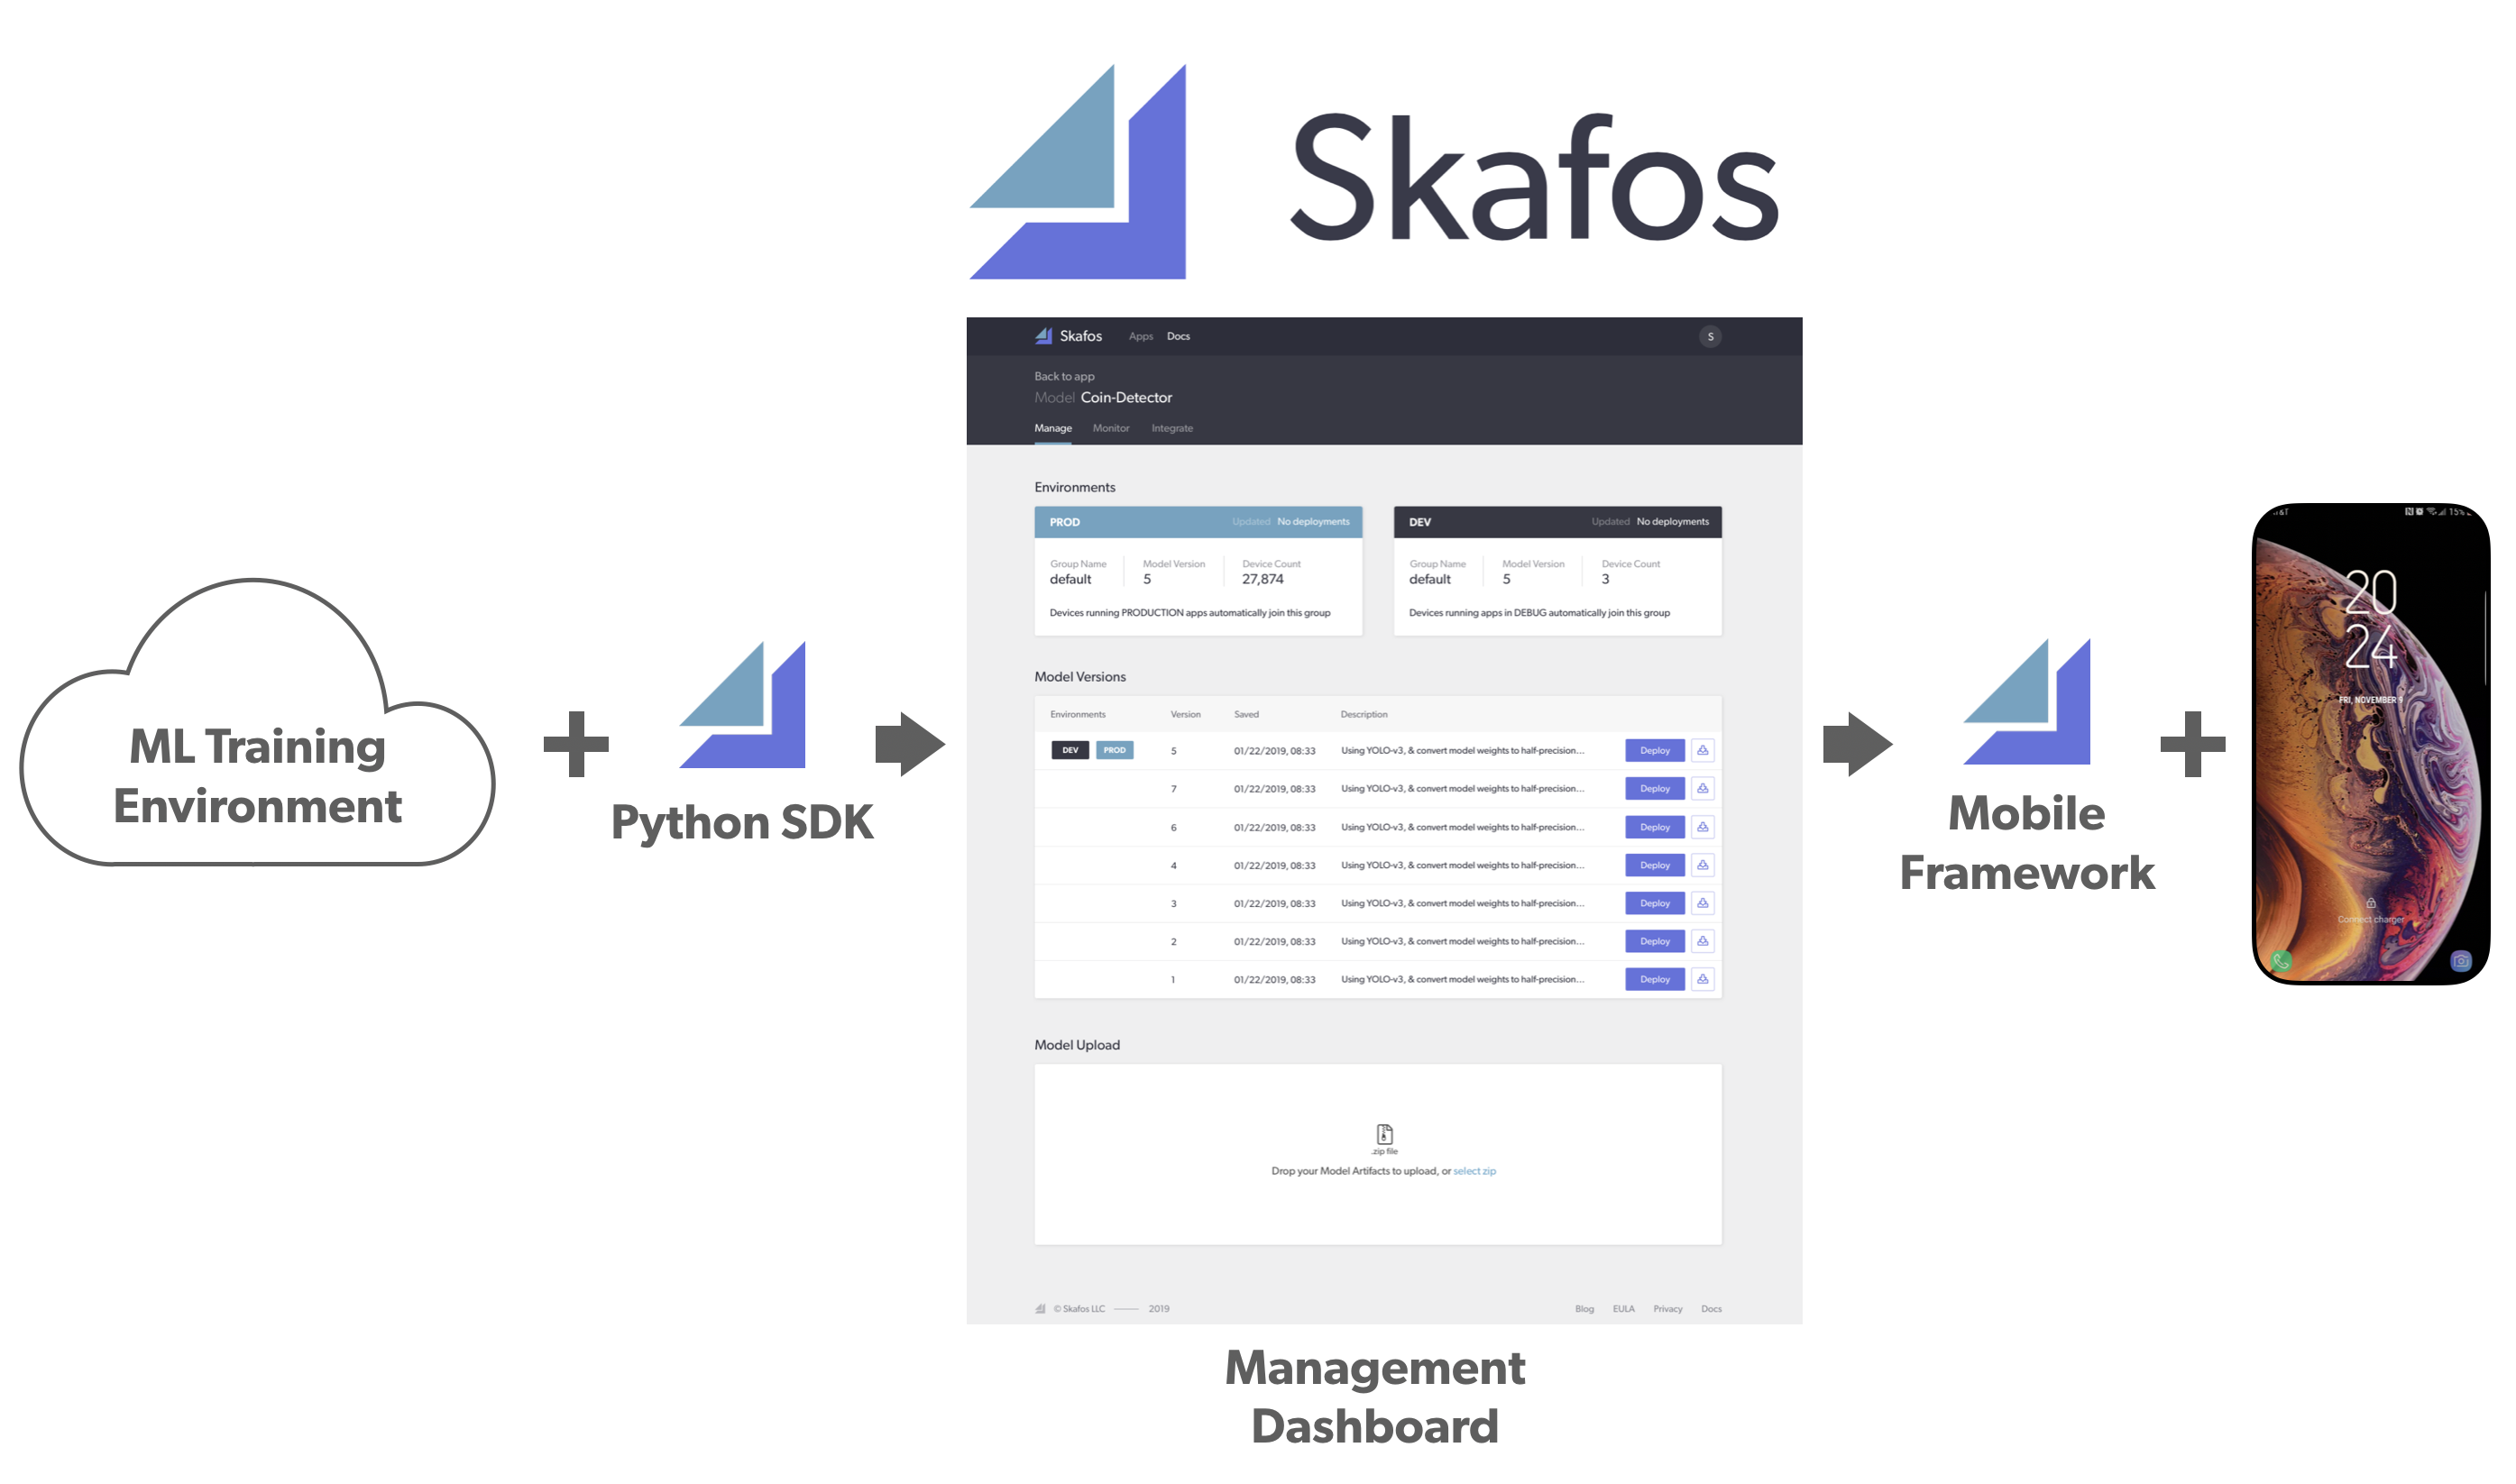 Skafos
Skafos Apps Docs S
Back to app
Model Coin-Detector
Manage Monitor Integrate
Environments
PROD Updated No deployments
Group Name Model Version Device Count
default 5 27,874
Devices running PRODUCTION apps automatically join this group
DEV Updated No deployments
Group Name Model Version Device Count
default 5 3
Devices running apps in DEBUG automatically join this group
Model Versions
Environments Version Saved Description
DEV PROD 5 01/22/2019, 08:33 Using YOLO-v3, & convert model weights to half-precision... Deploy
7 01/22/2019, 08:33 Using YOLO-v3, & convert model weights to half-precision... Deploy
6 01/22/2019, 08:33 Using YOLO-v3, & convert model weights to half-precision... Deploy
4 01/22/2019, 08:33 Using YOLO-v3, & convert model weights to half-precision... Deploy
3 01/22/2019, 08:33 Using YOLO-v3, & convert model weights to half-precision... Deploy
2 01/22/2019, 08:33 Using YOLO-v3, & convert model weights to half-precision... Deploy
1 01/22/2019, 08:33 Using YOLO-v3, & convert model weights to half-precision... Deploy
Model Upload
.zip file
Drop your Model Artifacts to upload, or select zip
© Skafos LLC 2019 Blog EULA Privacy Docs
ML Training
Environment
Python SDK
Management
Dashboard
Mobile
Framework
15%
20
24
FRI, NOVEMBER 9
Connect charger